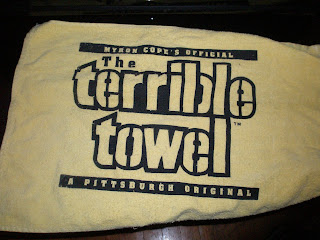 MYRON COPE'S OFFICIAL
The
terrible
towel
TM
A PITTSBURGH ORIGINAL